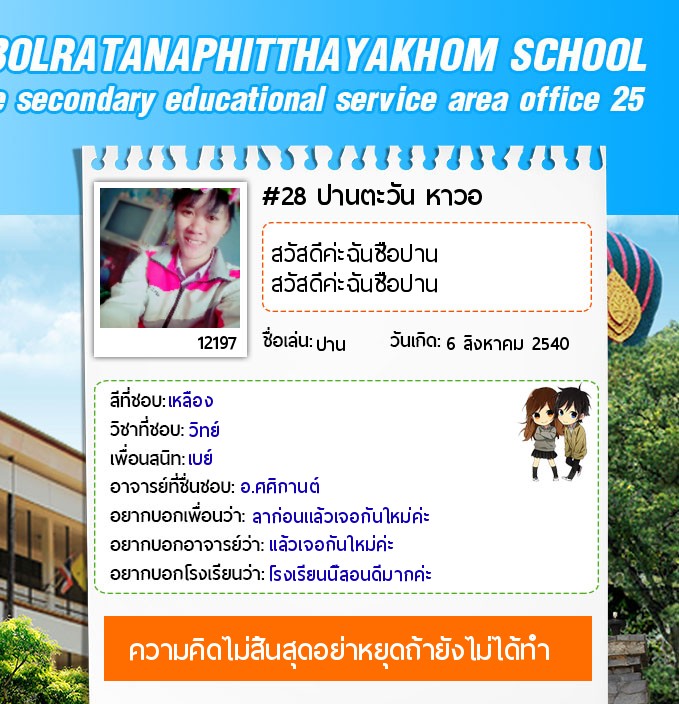 BOLRATANAPHITTHAYAKHOM SCHOOL
e secondary educational service area office 25
#28 ปานตะวัน หาวอ
สวัสดีค่ะฉันชื่อปาน
สวัสดีค่ะฉันชื่อปาน
12197
ชื่อเล่น: ปาน วันเกิด: 6 สิงหาคม 2540
สีที่ชอบ: เหลือง
วิชาที่ชอบ: วิทย์
เพื่อนสนิท: เบย์
อาจารย์ที่ชื่นชอบ: อ.ศศิกานต์
อยากบอกเพื่อนว่า: ลาก่อนแล้วเจอกันใหม่ค่ะ
อยากบอกอาจารย์ว่า: แล้วเจอกันใหม่ค่ะ
อยากบอกโรงเรียนว่า: โรงเรียนนี้สอนดีมากค่ะ
ความคิดไม่สิ้นสุดอย่าหยุดถ้ายังไม่ได้ทำ